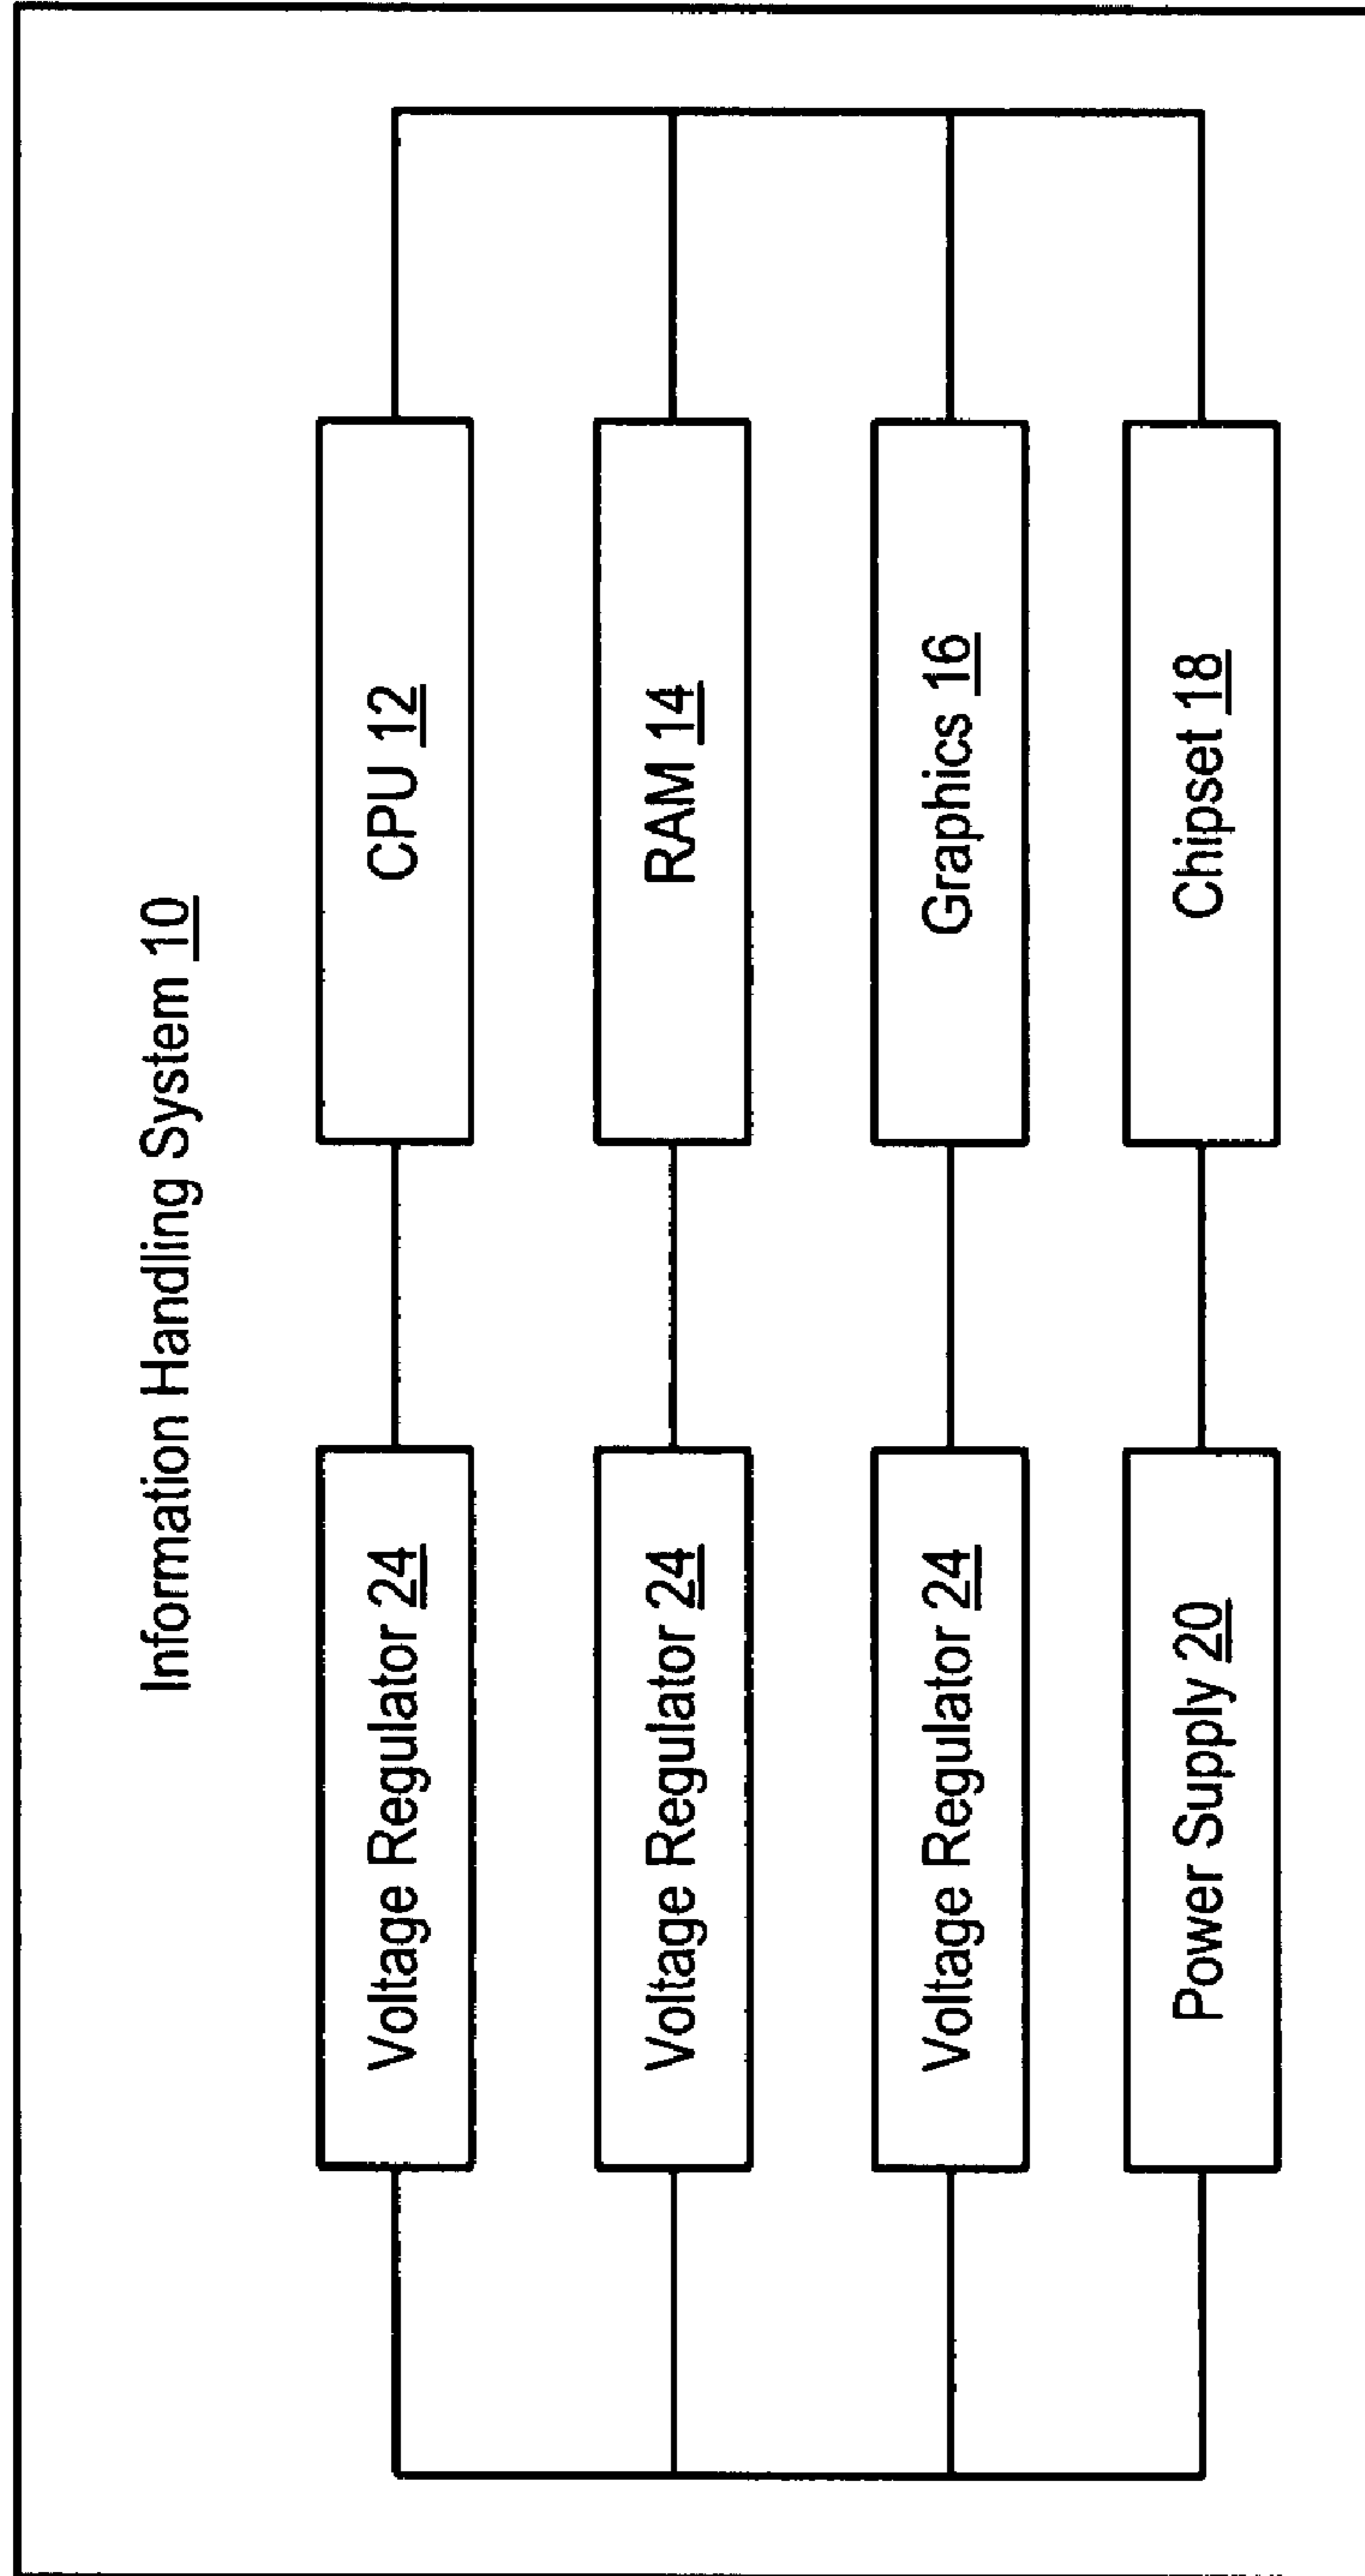 Information Handling System 10
Voltage Regulator 24
CPU 12
Voltage Regulator 24
RAM 14
Voltage Regulator 24
Graphics 16
Power Supply 20
Chipset 18